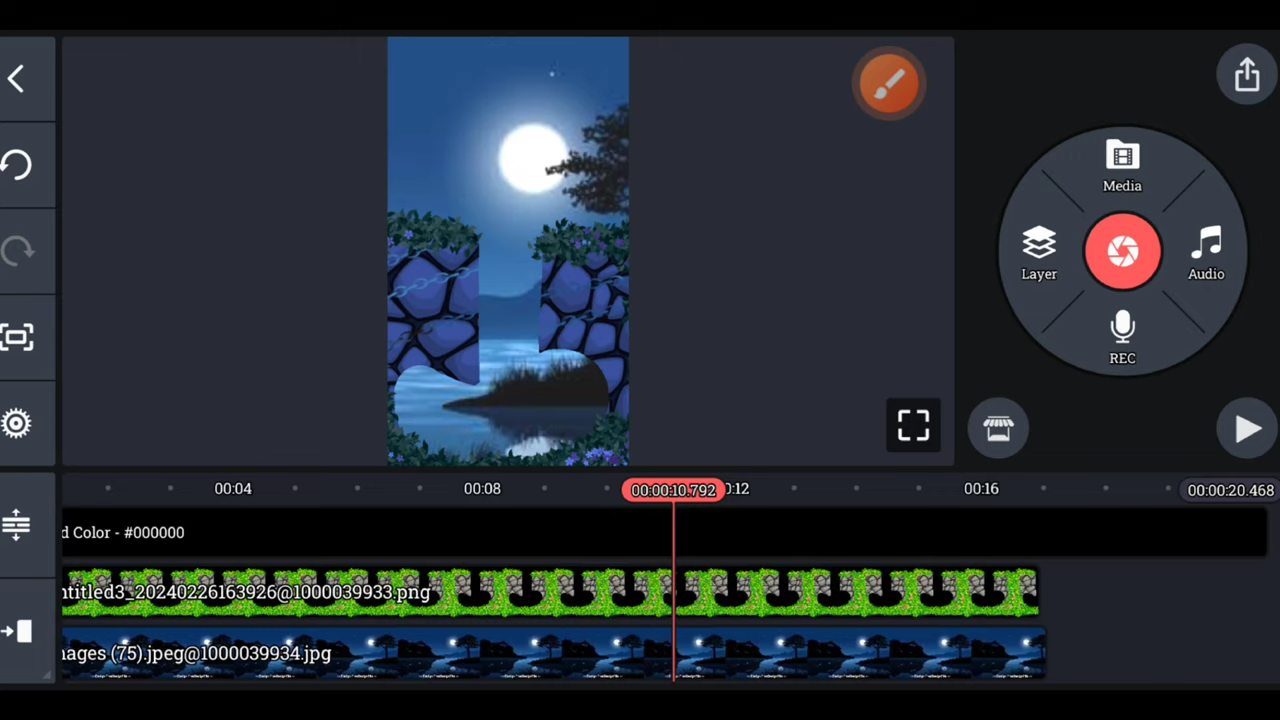 Media
Layer
Audio
REC
00:04
00:08
00:00:10.792
0:12
00:16
00:00:20.468
d Color - #000000
ntitled3_20240226163926@1000039933.png
nages (75).jpeg@1000039934.jpg